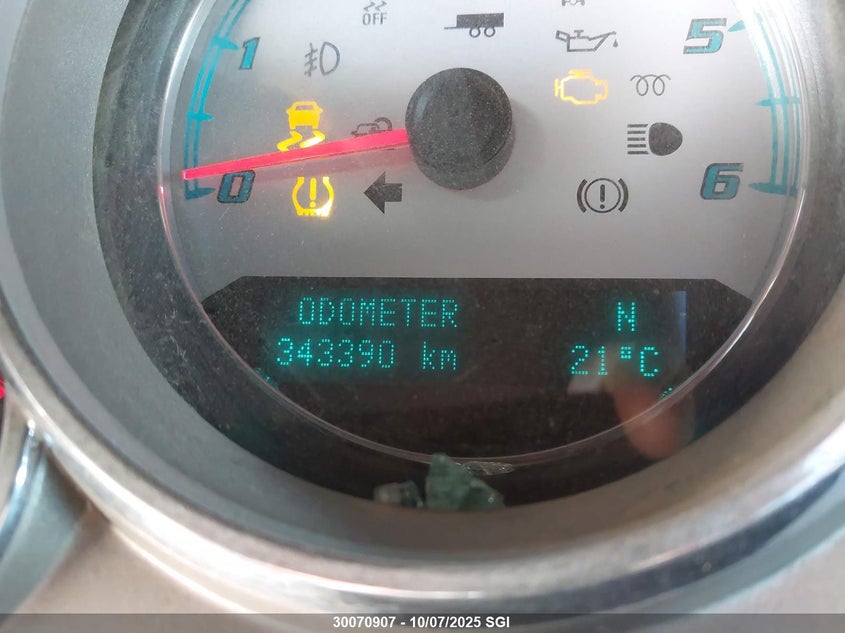 OFF
1
5
0
6
ODOMETER N
343390 km 21°C
30070907 - 10/07/2025 SGI